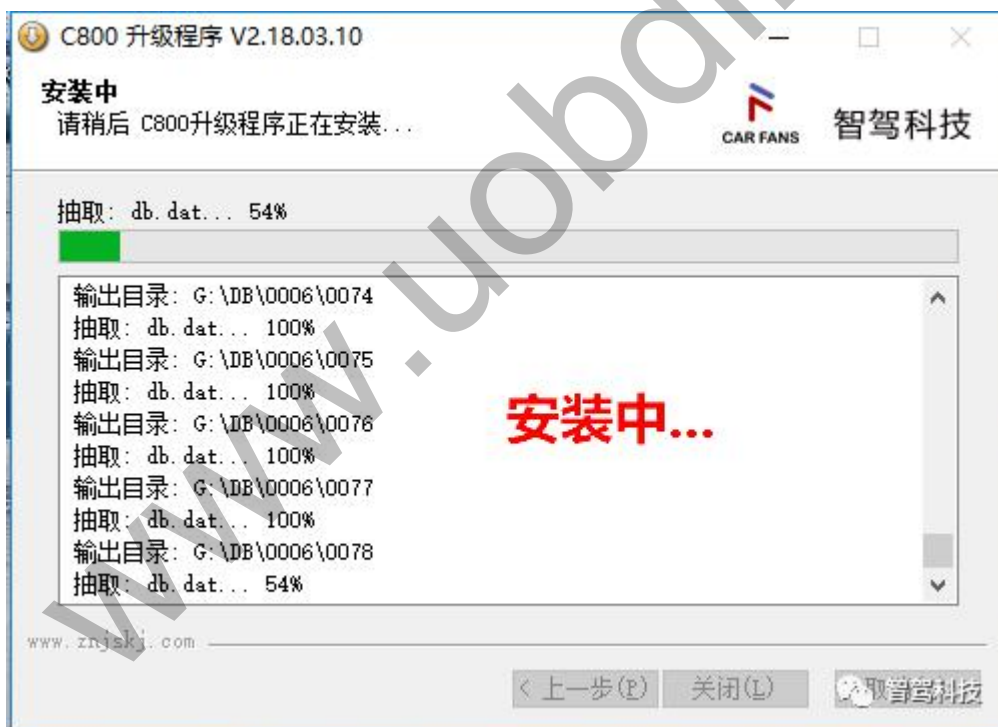 C800 升级程序 V2.18.03.10
安装中
请稍后 C800升级程序正在安装...
CAR FANS
智驾科技
抽取: db.dat... 54%
输出目录: G:\DB\0006\0074
抽取: db.dat... 100%
输出目录: G:\DB\0006\0075
抽取: db.dat... 100%
输出目录: G:\DB\0006\0076
抽取: db.dat... 100%
输出目录: G:\DB\0006\0077
抽取: db.dat... 100%
输出目录: G:\DB\0006\0078
抽取: db.dat... 54%
安装中...
www.znjskj.com
< 上一步(P)
关闭(L)
取
智驾科技
www.uobd